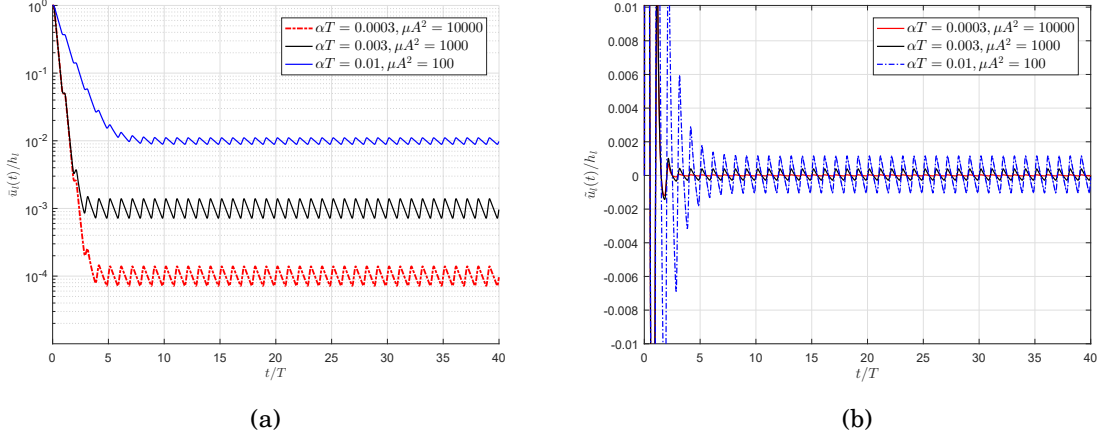 10^0
10^{-1}
10^{-2}
10^{-3}
10^{-4}
ū_l(t)/h_l
αT = 0.0003, μA² = 10000
αT = 0.003, μA² = 1000
αT = 0.01, μA² = 100
0 5 10 15 20 25 30 35 40
t/T
(a)
0.01
0.008
0.006
0.004
0.002
0
-0.002
-0.004
-0.006
-0.008
-0.01
ũ_l(t)/h_l
αT = 0.0003, μA² = 10000
αT = 0.003, μA² = 1000
αT = 0.01, μA² = 100
0 5 10 15 20 25 30 35 40
t/T
(b)